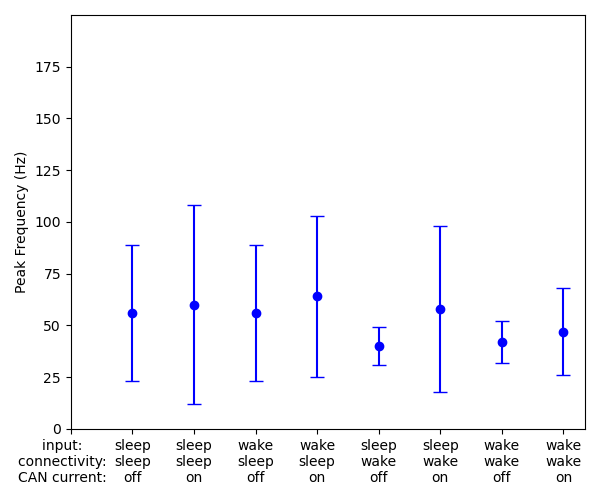 175
150
125
100
75
50
25
0
Peak Frequency (Hz)
input: sleep sleep wake wake sleep sleep wake wake
connectivity: sleep sleep sleep sleep wake wake wake wake
CAN current: off on off on off on off on